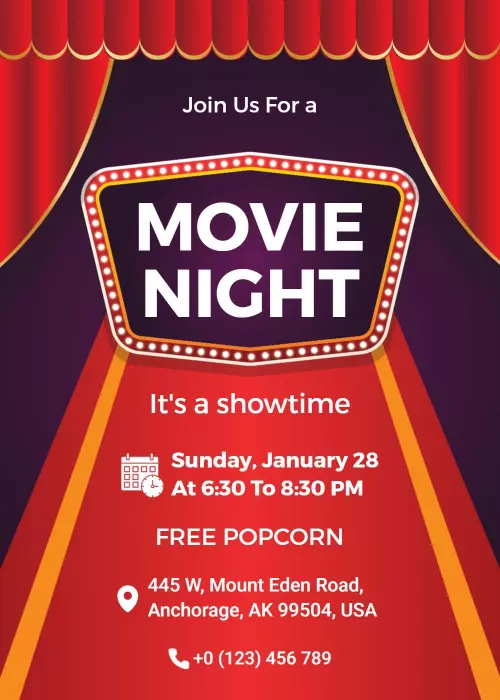 Join Us For a
MOVIE
NIGHT
It's a showtime
Sunday, January 28
At 6:30 To 8:30 PM
FREE POPCORN
445 W, Mount Eden Road,
Anchorage, AK 99504, USA
+0 (123) 456 789